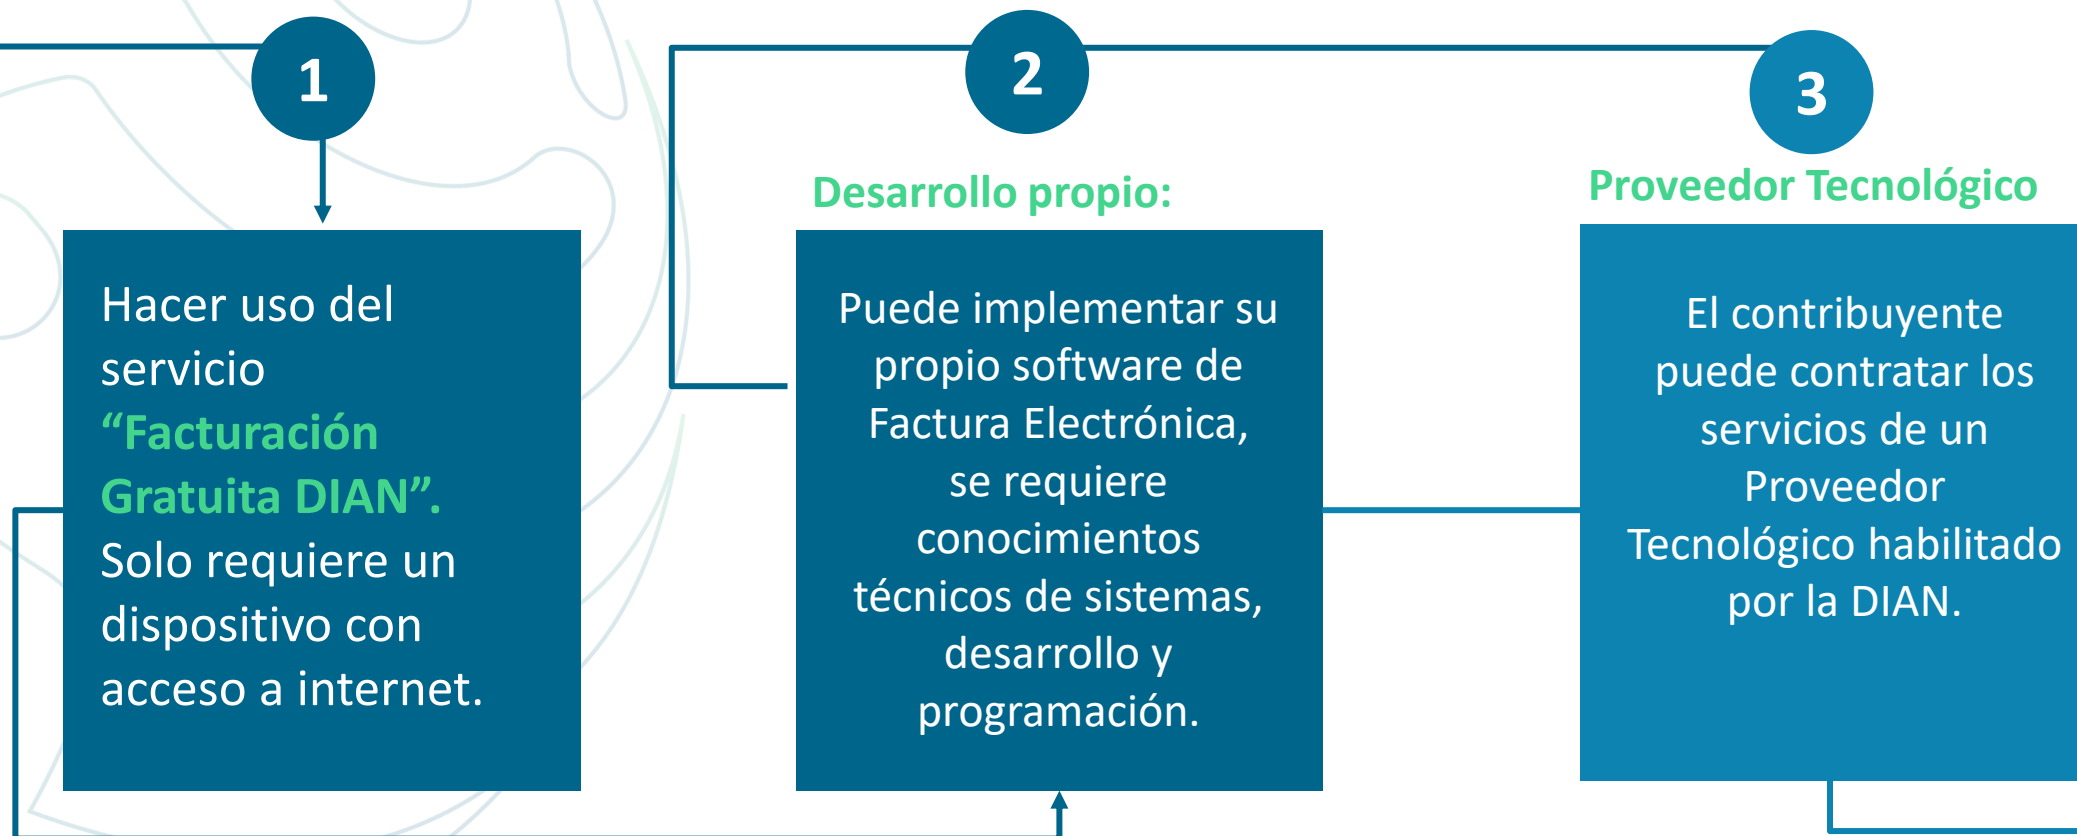 1
Hacer uso del
servicio
“Facturación
Gratuita DIAN”.
Solo requiere un
dispositivo con
acceso a internet.
2
Desarrollo propio:
Puede implementar su
propio software de
Factura Electrónica,
se requiere
conocimientos
técnicos de sistemas,
desarrollo y
programación.
3
Proveedor Tecnológico
El contribuyente
puede contratar los
servicios de un
Proveedor
Tecnológico habilitado
por la DIAN.